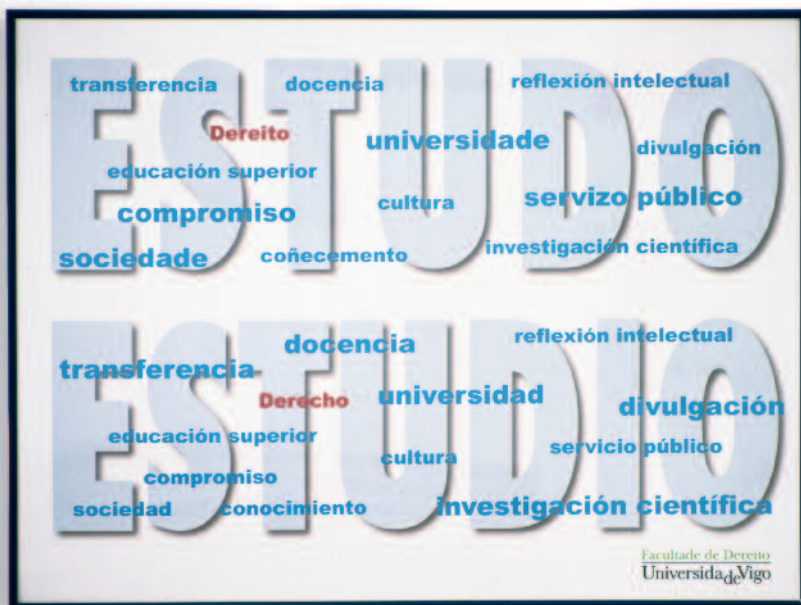 ESTUDO
transferencia docencia reflexión intelectual
Dereito universidade divulgación
educación superior
compromiso cultura servizo público
sociedade coñecemento investigación científica
ESTUDIO
docencia reflexión intelectual
transferencia
Derecho universidad divulgación
educación superior cultura servicio público
compromiso
sociedad conocimiento investigación científica
Facultade de Dereito
Universidade Vigo